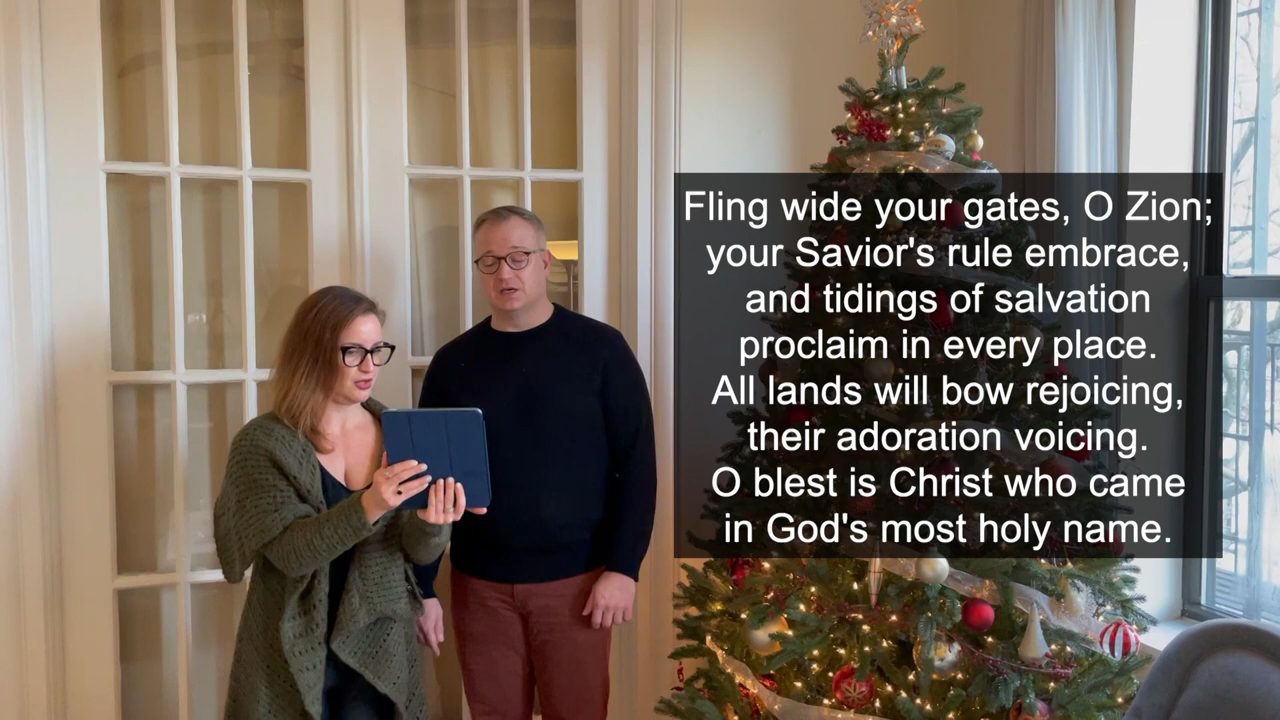 Fling wide your gates, O Zion;
your Savior's rule embrace,
and tidings of salvation
proclaim in every place.
All lands will bow rejoicing,
their adoration voicing.
O blest is Christ who came
in God's most holy name.